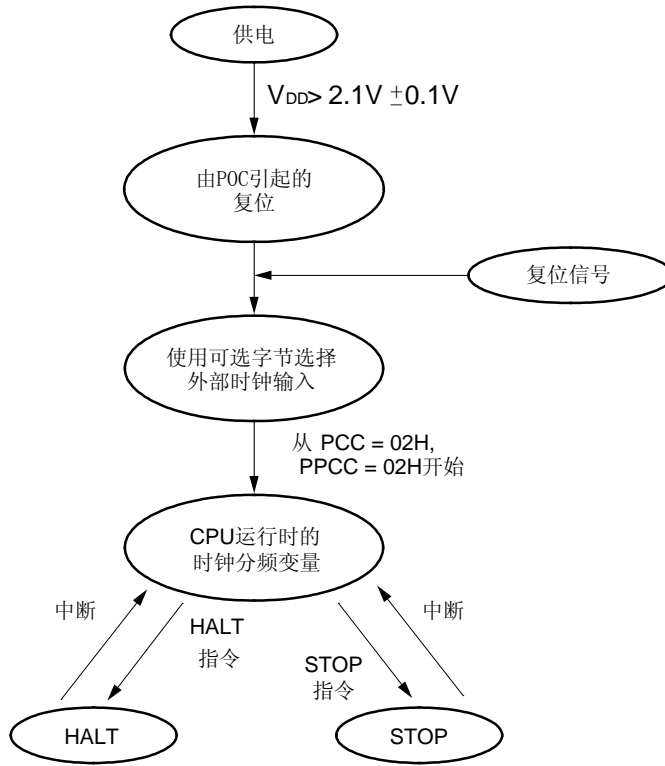 供电
VDD> 2.1V ±0.1V
由POC引起的
复位
复位信号
使用可选字节选择
外部时钟输入
从 PCC = 02H,
PPCC = 02H开始
CPU运行时的
时钟分频变量
中断
HALT
指令
STOP
指令
中断
HALT
STOP